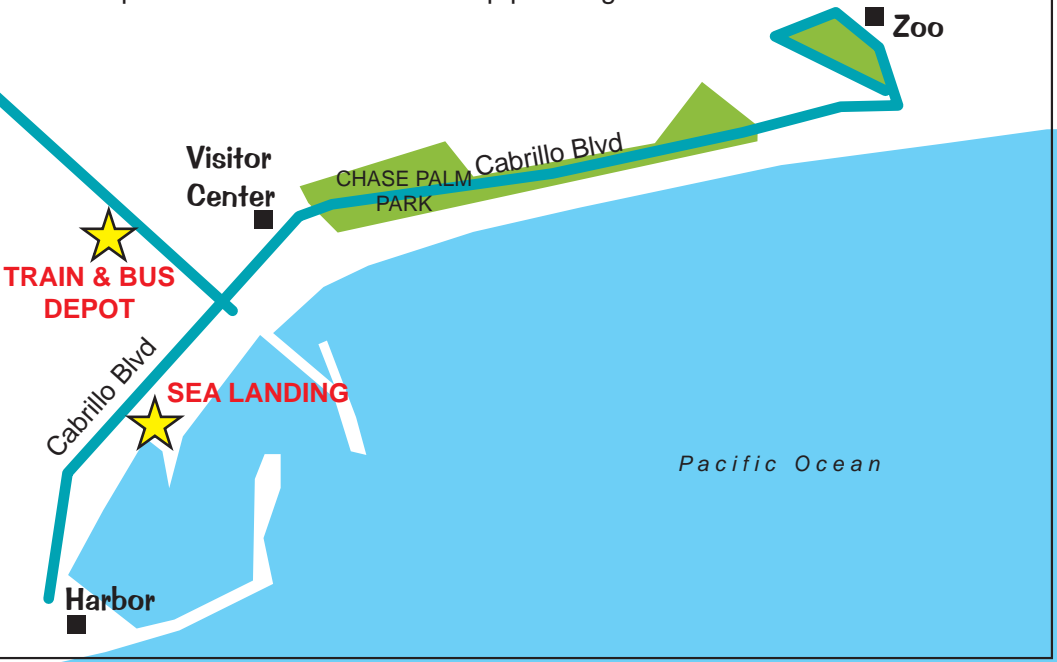 Zoo
Visitor
Center
Cabrillo Blvd
CHASE PALM
PARK
TRAIN & BUS
DEPOT
Cabrillo Blvd
SEA LANDING
Pacific Ocean
Harbor